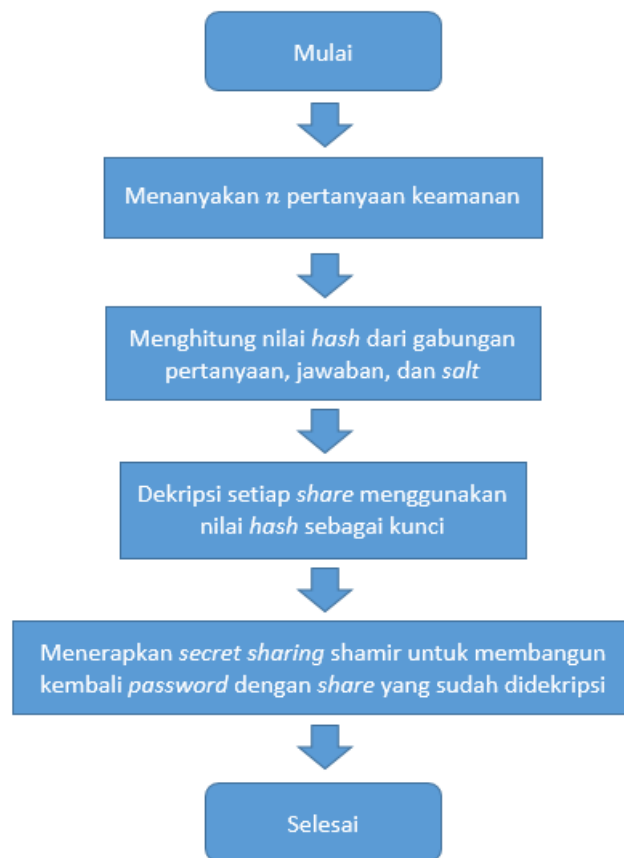 Mulai
Menanyakan n pertanyaan keamanan
Menghitung nilai hash dari gabungan
pertanyaan, jawaban, dan salt
Dekripsi setiap share menggunakan
nilai hash sebagai kunci
Menerapkan secret sharing shamir untuk membangun
kembali password dengan share yang sudah didekripsi
Selesai